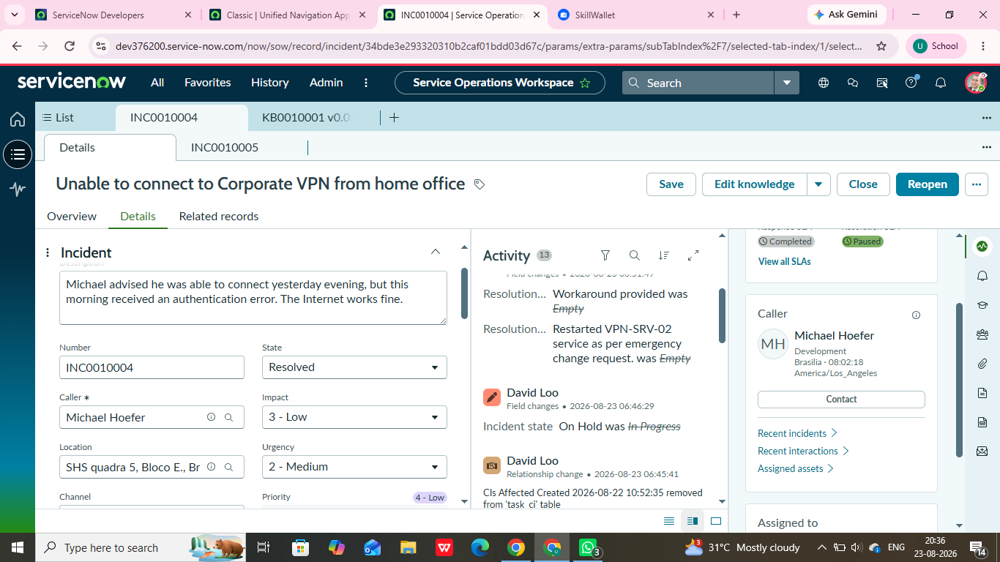 ServiceNow Developers
Classic | Unified Navigation App
INC0010004 | Service Operation
SkillWallet
Ask Gemini
dev376200.service-now.com/now/sow/record/incident/34bde3e293320310b2caf01bdd03d67c/params/extra-params/subTabIndex%2F7/selected-tab-index/1/select...
U School
servicenow
All Favorites History Admin
Service Operations Workspace
Search
List INC0010004 KB0010001 v0.0
Details INC0010005
Unable to connect to Corporate VPN from home office
Save Edit knowledge Close Reopen
Overview Details Related records
Incident
Description
Michael advised he was able to connect yesterday evening, but this
morning received an authentication error. The Internet works fine.
Number
INC0010004
State
Resolved
Caller
Michael Hoefer
Impact
3 - Low
Location
SHS quadra 5, Bloco E., Br
Urgency
2 - Medium
Channel
Priority
4 - Low
Activity 13
Field changes • 2026-08-23 06:51:49
Resolution... Workaround provided was
Empty
Resolution... Restarted VPN-SRV-02
service as per emergency
change request. was Empty
David Loo
Field changes • 2026-08-23 06:46:29
Incident state On Hold was In Progress
David Loo
Relationship change • 2026-08-23 06:45:41
CIs Affected Created 2026-08-22 10:52:35 removed
from 'task_ci' table
Completed
Paused
View all SLAs
Caller
MH
Michael Hoefer
Development
Brasilia · 08:02:18
America/Los_Angeles
Contact
Recent incidents
Recent interactions
Assigned assets
Assigned to
Type here to search
W
U
3
3
31°C Mostly cloudy
ENG
20:36
23-08-2026
14